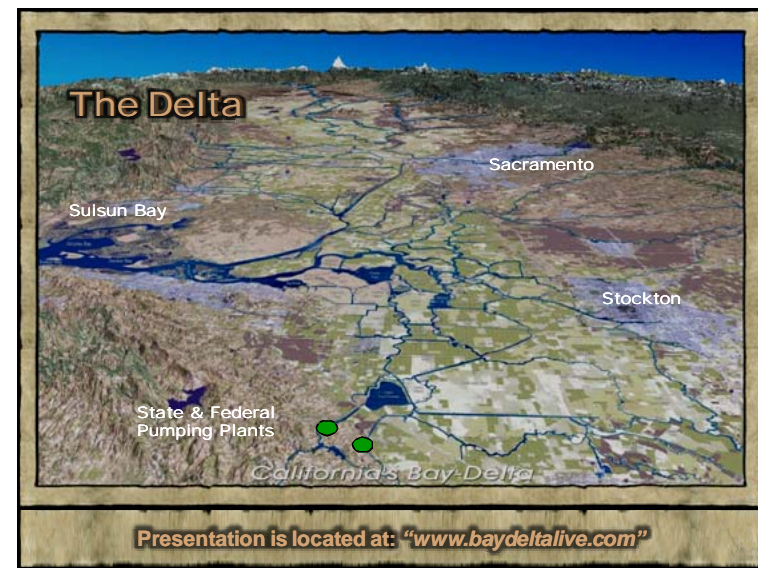 The Delta
Sacramento
Suisun Bay
Stockton
State & Federal
Pumping Plants
California's Bay-Delta
Presentation is located at: "www.baydeltalive.com"